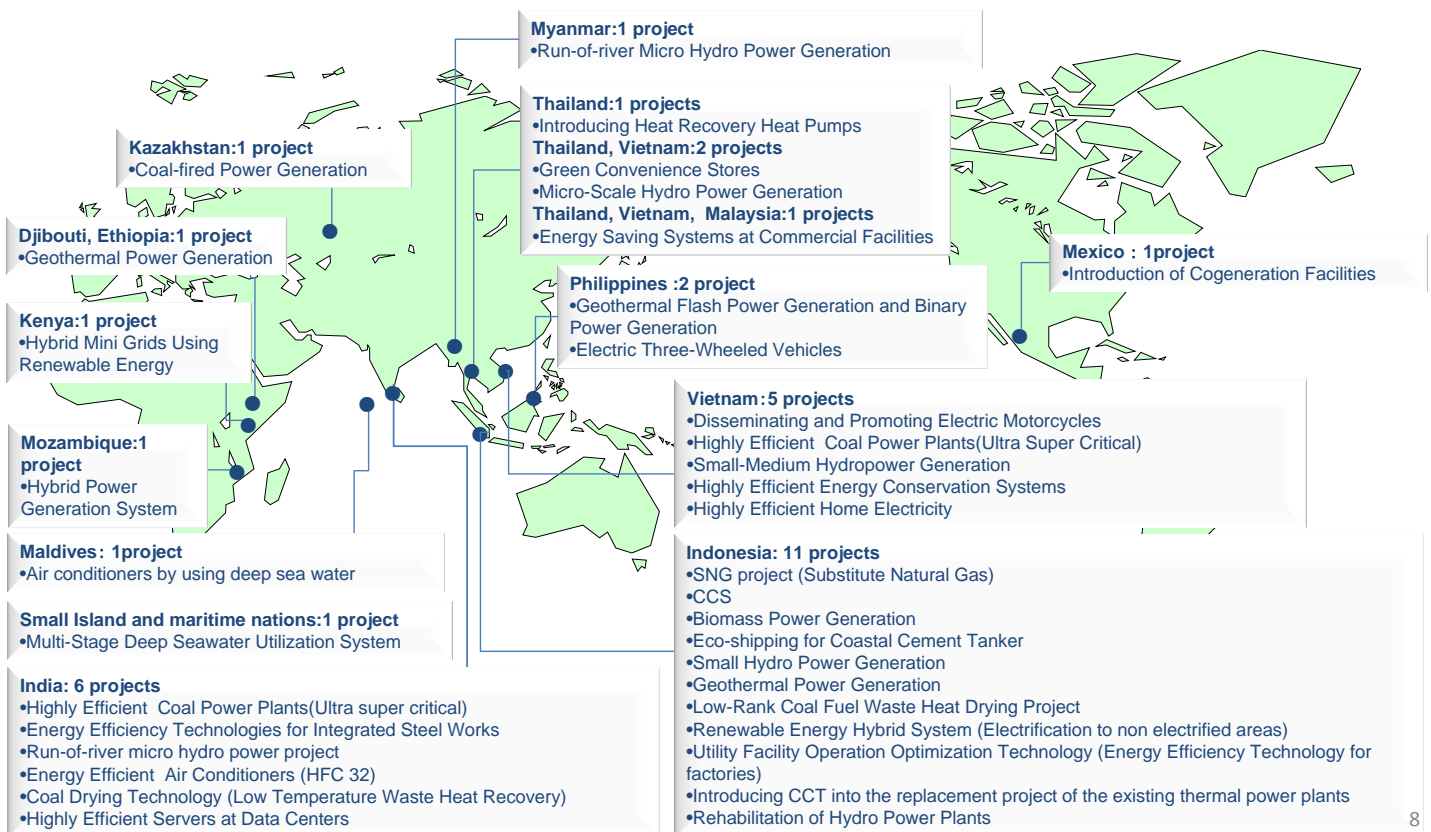 Myanmar:1 project
•Run-of-river Micro Hydro Power Generation
Thailand:1 projects
•Introducing Heat Recovery Heat Pumps
Thailand, Vietnam:2 projects
•Green Convenience Stores
•Micro-Scale Hydro Power Generation
Thailand, Vietnam, Malaysia:1 projects
•Energy Saving Systems at Commercial Facilities
Kazakhstan:1 project
•Coal-fired Power Generation
Djibouti, Ethiopia:1 project
•Geothermal Power Generation
Mexico : 1project
•Introduction of Cogeneration Facilities
Philippines :2 project
•Geothermal Flash Power Generation and Binary
Power Generation
•Electric Three-Wheeled Vehicles
Kenya:1 project
•Hybrid Mini Grids Using
Renewable Energy
Vietnam:5 projects
•Disseminating and Promoting Electric Motorcycles
•Highly Efficient Coal Power Plants(Ultra Super Critical)
•Small-Medium Hydropower Generation
•Highly Efficient Energy Conservation Systems
•Highly Efficient Home Electricity
Mozambique:1
project
•Hybrid Power
Generation System
Maldives: 1project
•Air conditioners by using deep sea water
Small Island and maritime nations:1 project
•Multi-Stage Deep Seawater Utilization System
India: 6 projects
•Highly Efficient Coal Power Plants(Ultra super critical)
•Energy Efficiency Technologies for Integrated Steel Works
•Run-of-river micro hydro power project
•Energy Efficient Air Conditioners (HFC 32)
•Coal Drying Technology (Low Temperature Waste Heat Recovery)
•Highly Efficient Servers at Data Centers
Indonesia: 11 projects
•SNG project (Substitute Natural Gas)
•CCS
•Biomass Power Generation
•Eco-shipping for Coastal Cement Tanker
•Small Hydro Power Generation
•Geothermal Power Generation
•Low-Rank Coal Fuel Waste Heat Drying Project
•Renewable Energy Hybrid System (Electrification to non electrified areas)
•Utility Facility Operation Optimization Technology (Energy Efficiency Technology for
factories)
•Introducing CCT into the replacement project of the existing thermal power plants
•Rehabilitation of Hydro Power Plants
8